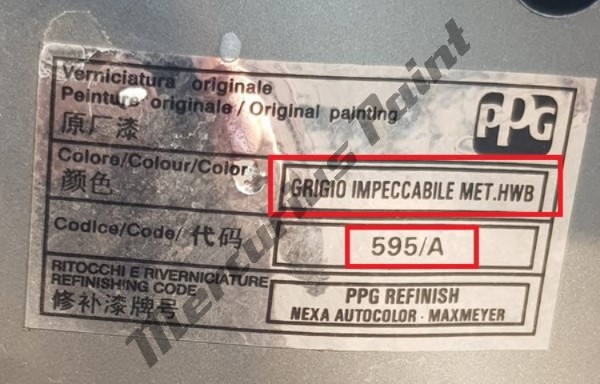 Verniciatura originale
Peinture originale / Original painting
原厂漆
PPG
Colore/Colour/Color
颜色
GRIGIO IMPECCABILE MET.HWB
Codice/Code/ 代码
595/A
RITOCCHI E RIVERNICIATURE
REFINISHING CODE
修补漆牌号
PPG REFINISH
NEXA AUTOCOLOR - MAXMEYER
Mercurius Paint